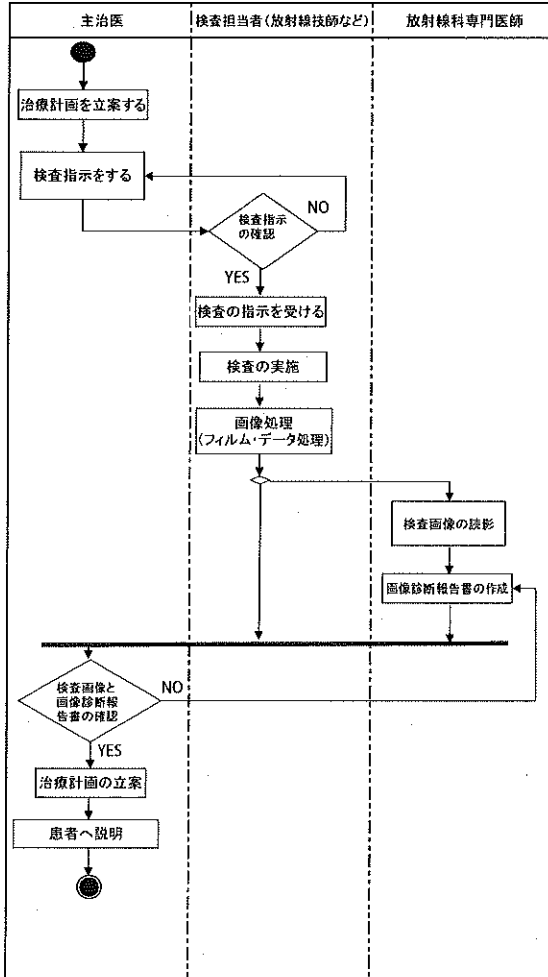 主治医
検査担当者(放射線技師など)
放射線科専門医師
治療計画を立案する
検査指示をする
NO
検査指示
の確認
YES
検査の指示を受ける
検査の実施
画像処理
(フィルム・データ処理)
検査画像の読影
画像診断報告書の作成
検査画像と
画像診断報
告書の確認
NO
YES
治療計画の立案
患者へ説明